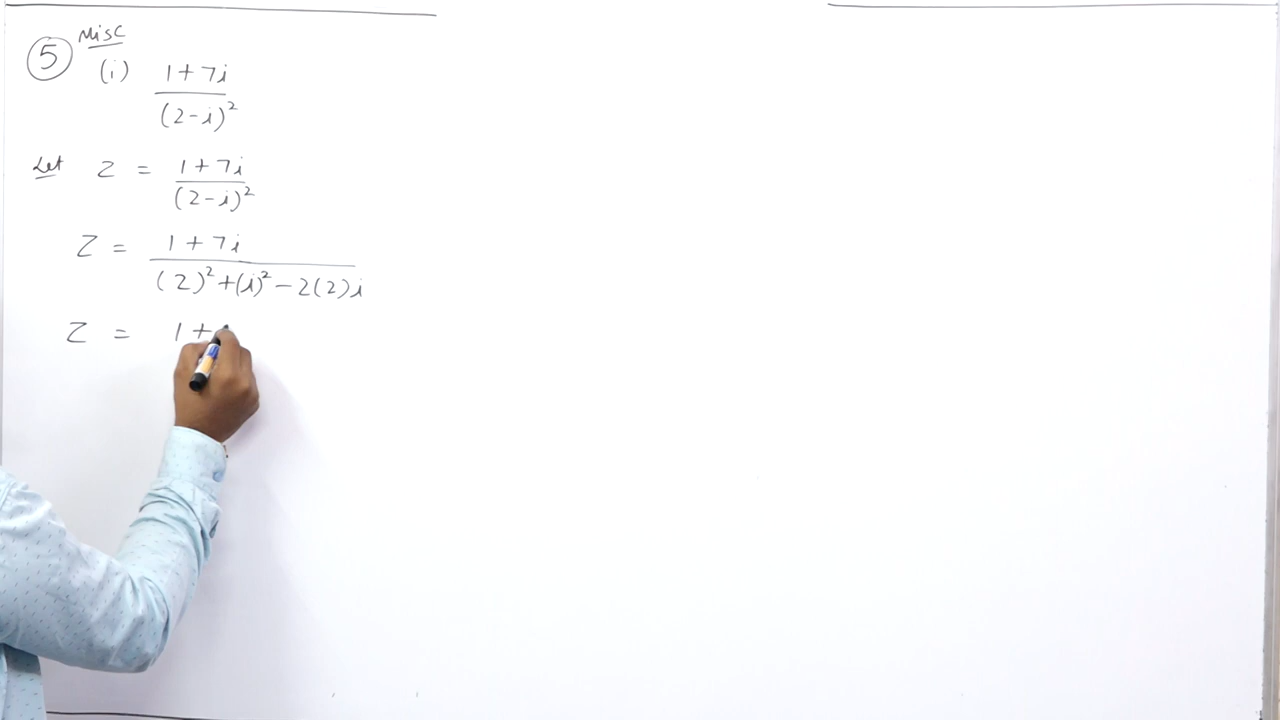 Misc
5 (i) 1 + 7i
(2 - i)²
Let z = 1 + 7i
(2 - i)²
Z = 1 + 7i
(2)² + (i)² - 2(2)i
Z = 1 +